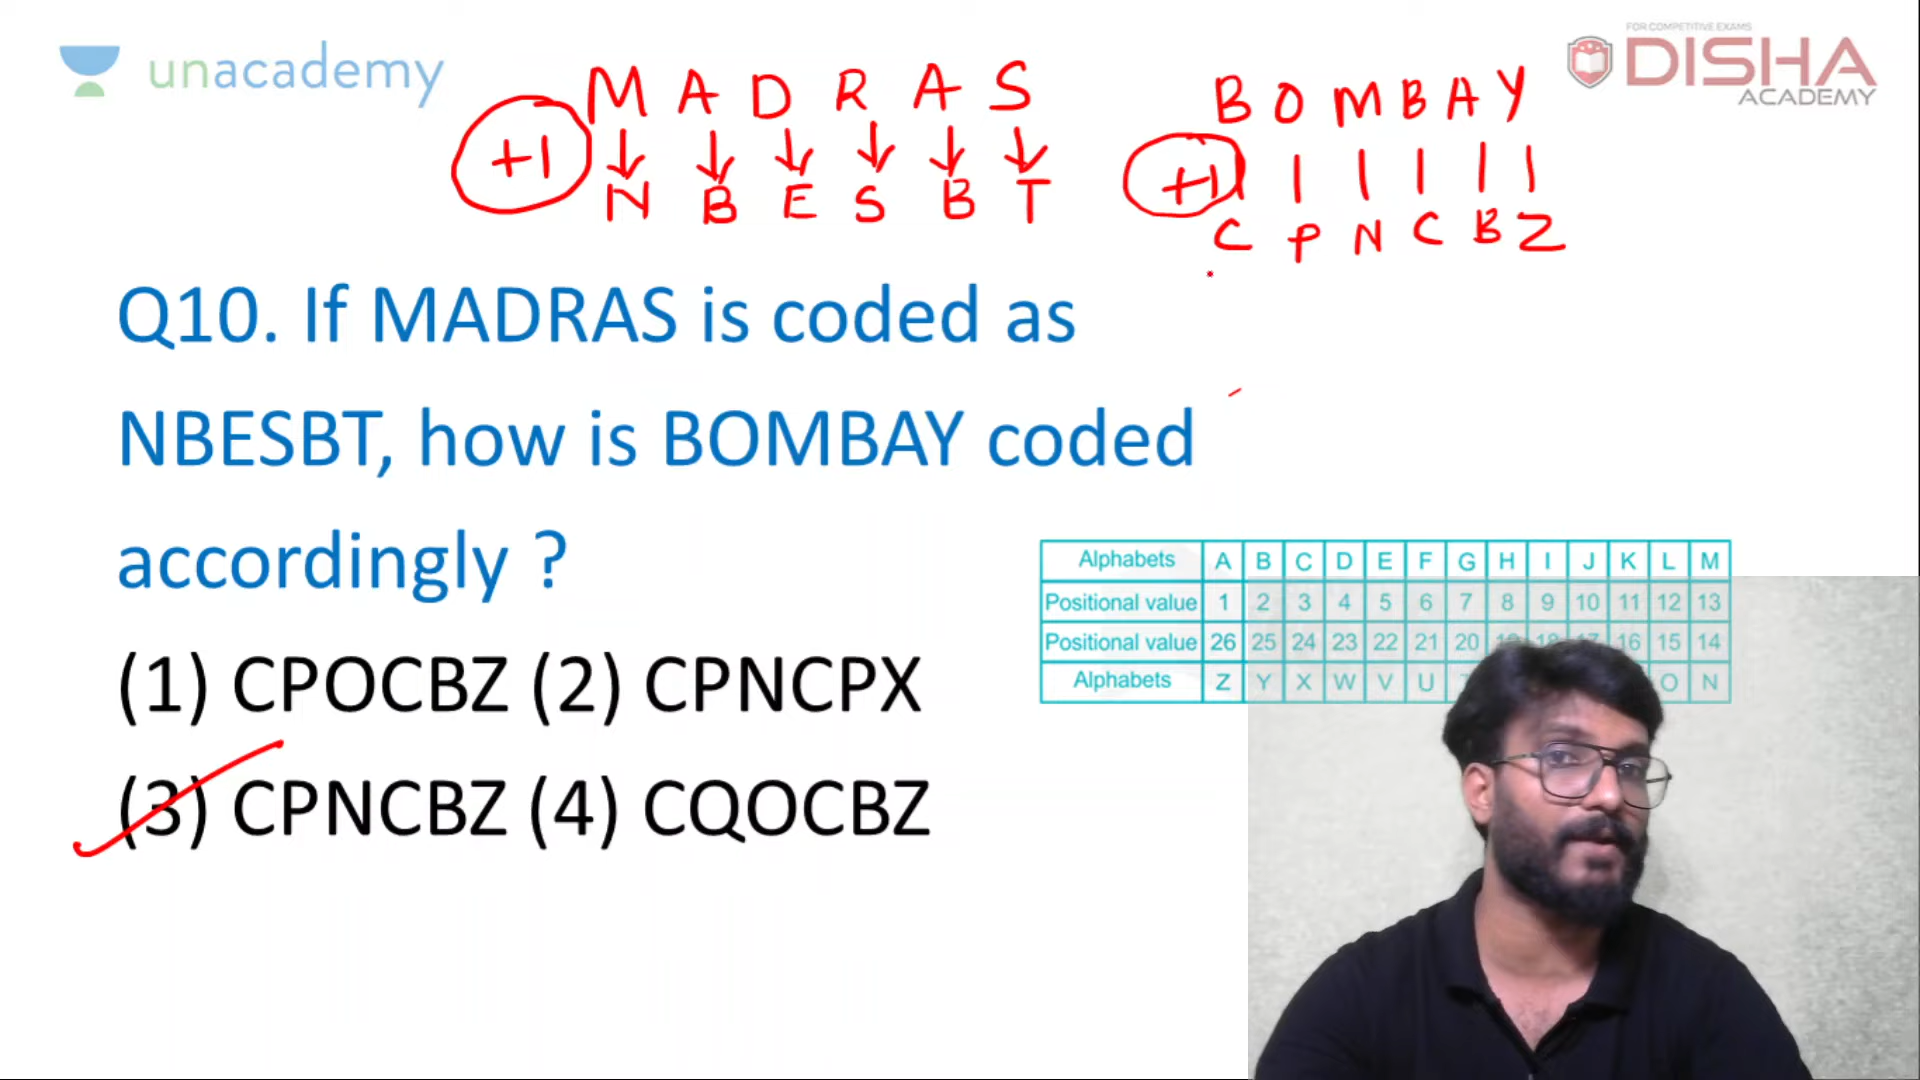 unacademy
FOR COMPETITIVE EXAMS
DISHA
ACADEMY
M A D R A S
+1
N B E S B T
B O M B A Y
+1
C P N C B Z
Q10. If MADRAS is coded as
NBESBT, how is BOMBAY coded
accordingly ?
(1) CPOCBZ (2) CPNCPX
(3) CPNCBZ (4) CQOCBZ
Alphabets A B C D E F G H I J K L M
Positional value 1 2 3 4 5 6 7 8 9 10 11 12 13
Positional value 26 25 24 23 22 21 20 19 18 17 16 15 14
Alphabets Z Y X W V U O N